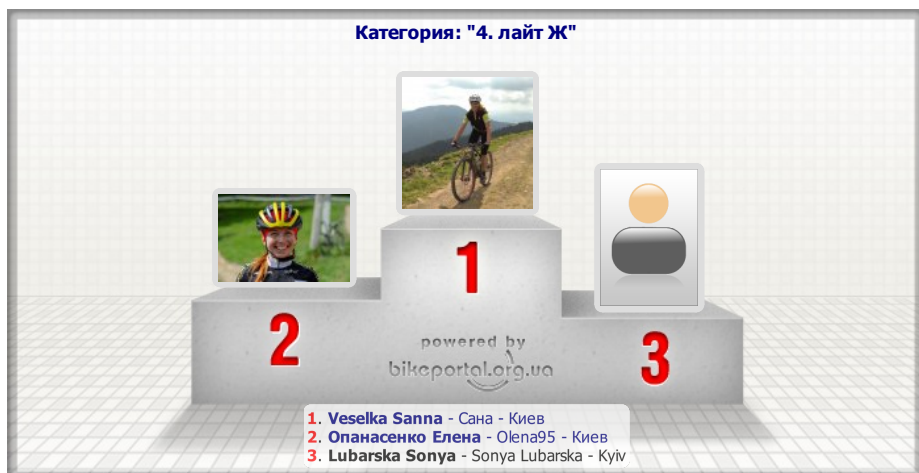 Категория: "4. лайт Ж"
1
2
3
powered by
bikeportal.org.ua
1. Veselka Sanna - Сана - Киев
2. Опанасенко Елена - Olena95 - Киев
3. Lubarska Sonya - Sonya Lubarska - Kyiv